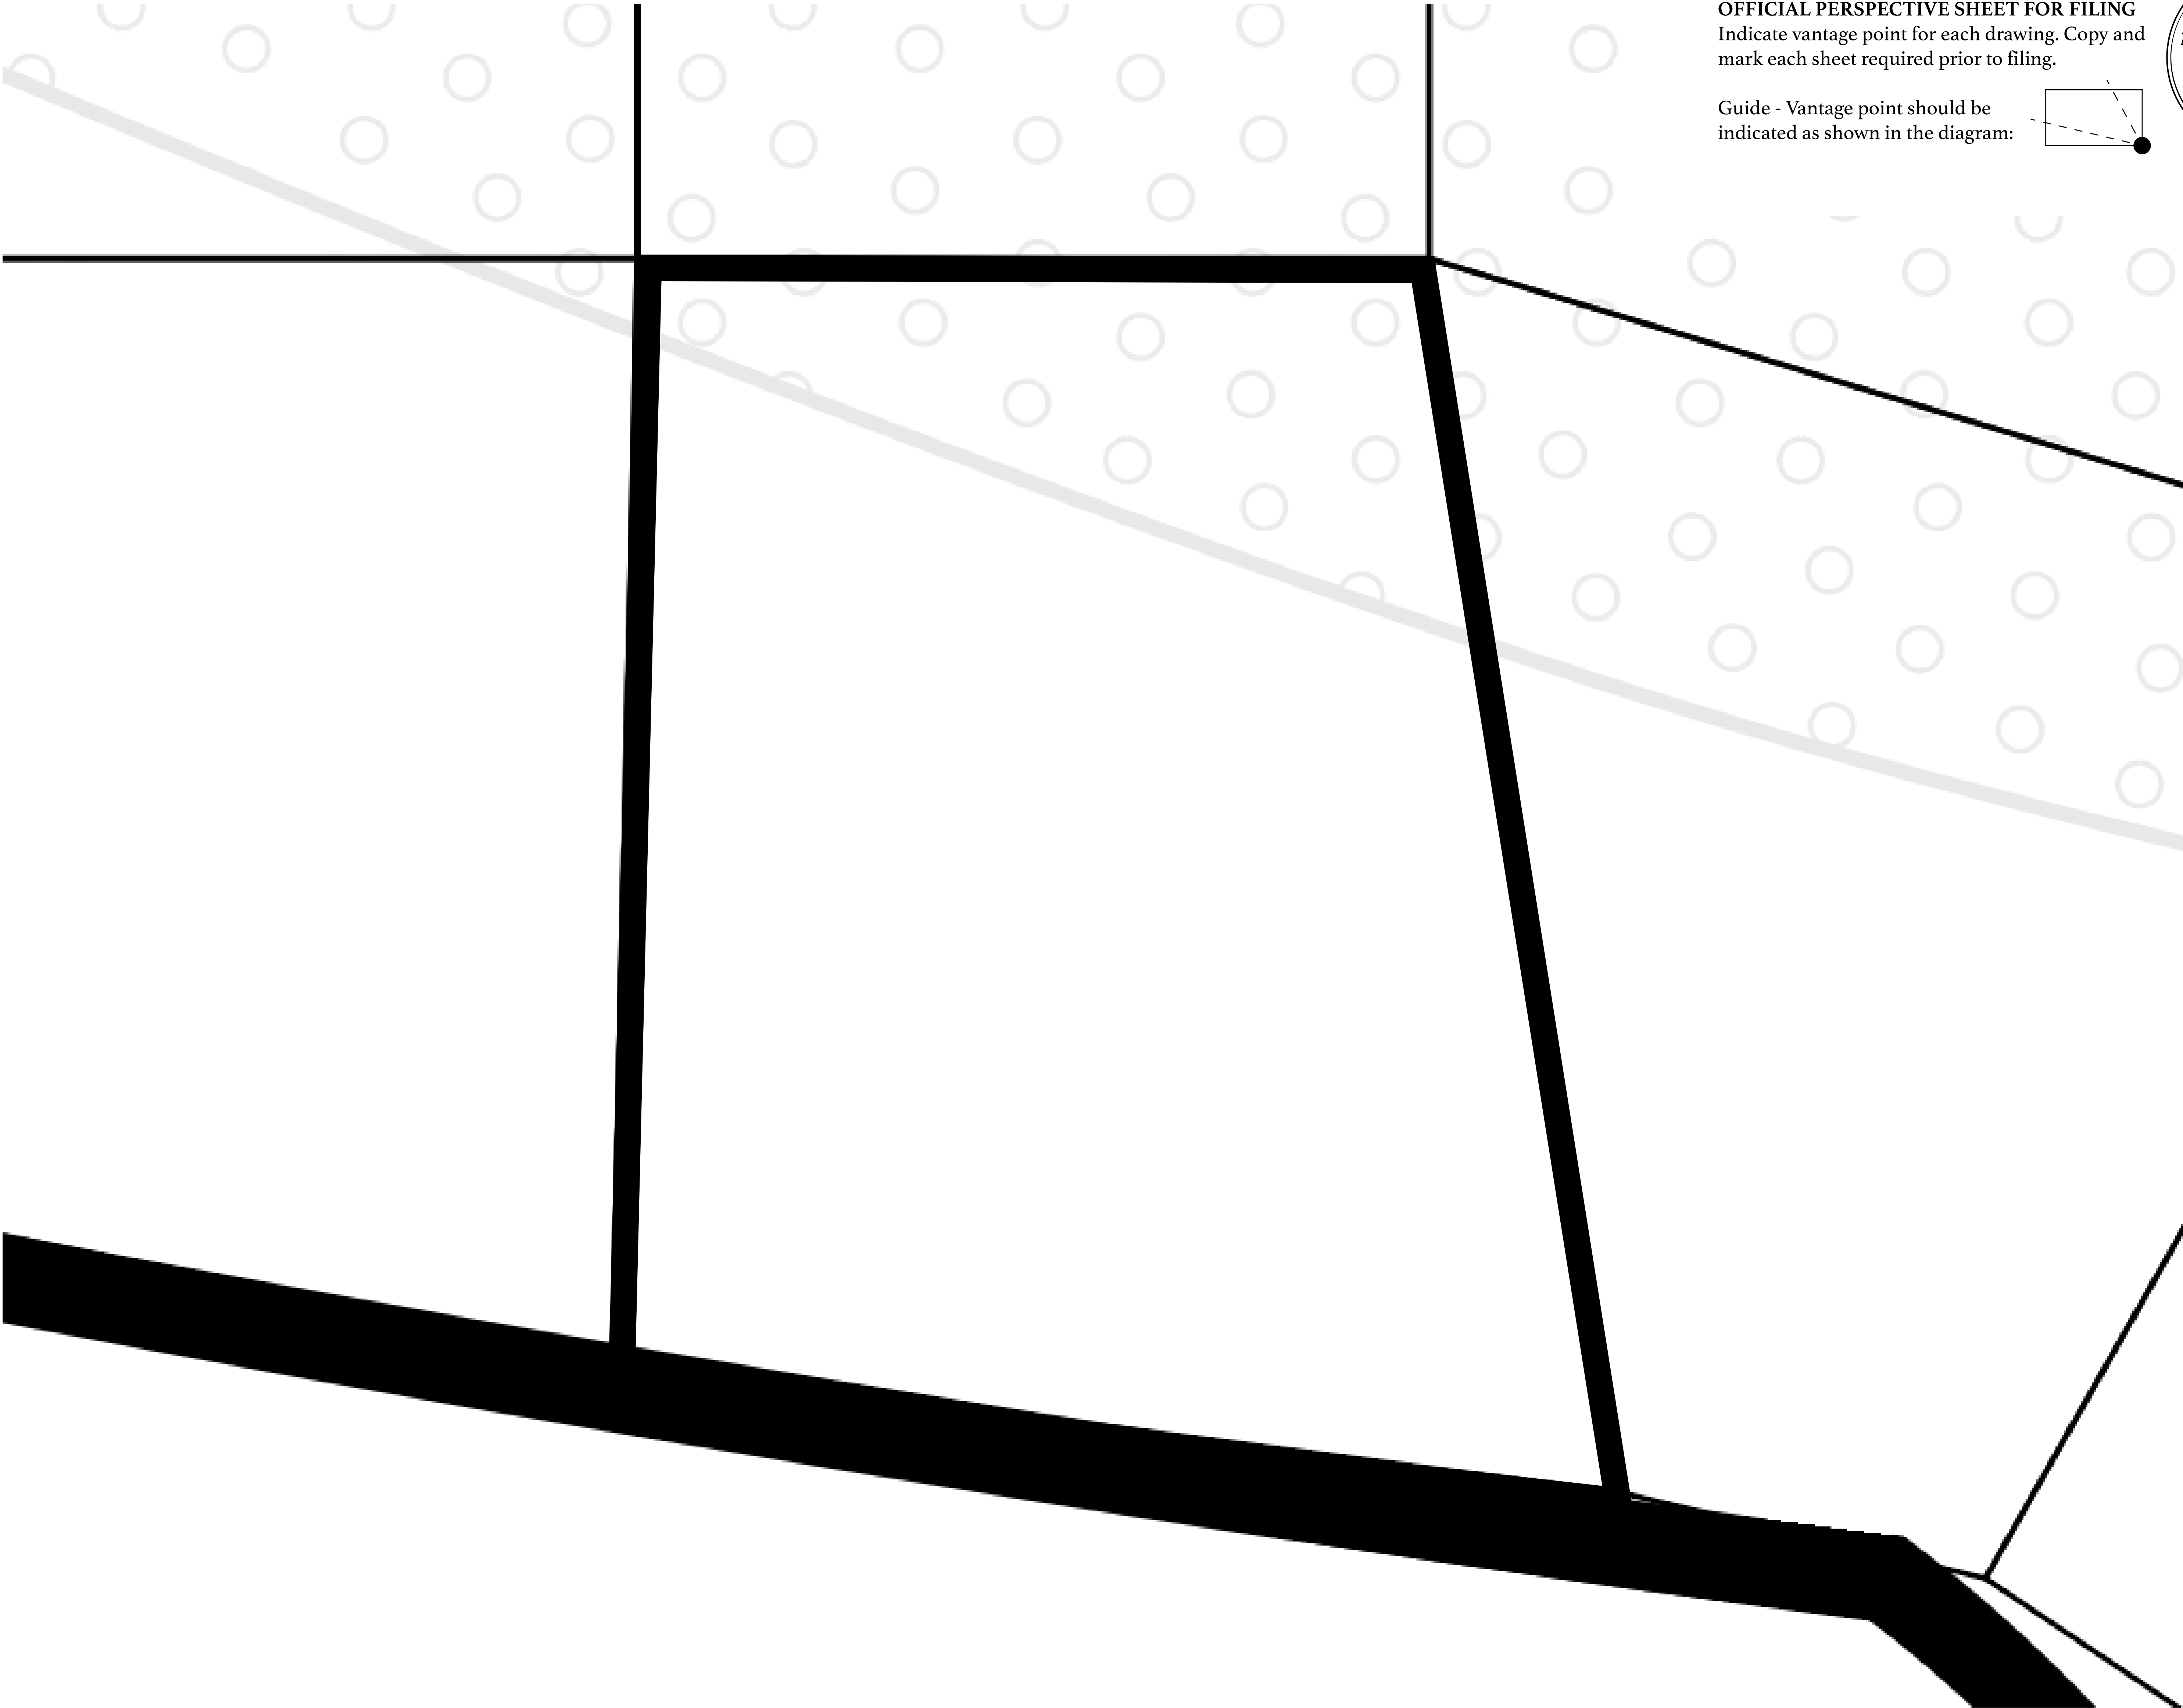 OFFICIAL PERSPECTIVE SHEET FOR FILING
Indicate vantage point for each drawing. Copy and
mark each sheet required prior to filing.
Guide - Vantage point should be
indicated as shown in the diagram: